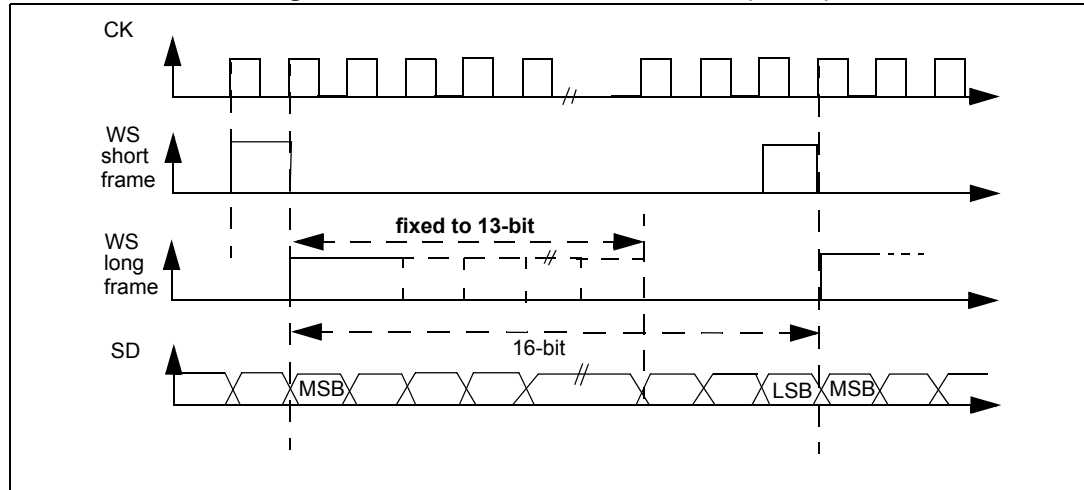 CK
WS
short
frame
fixed to 13-bit
WS
long
frame
16-bit
SD
MSB LSB MSB